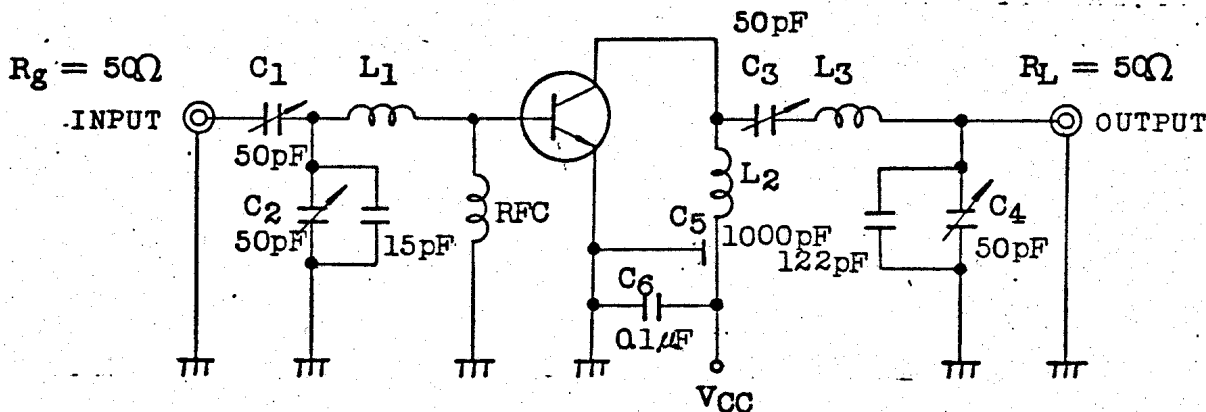 50pF
Rg = 50Ω
C1
L1
C3
L3
RL = 50Ω
INPUT
OUTPUT
50pF
C2
50pF
15pF
RFC
L2
C5
1000pF
122pF
C4
50pF
C6
0.1μF
VCC